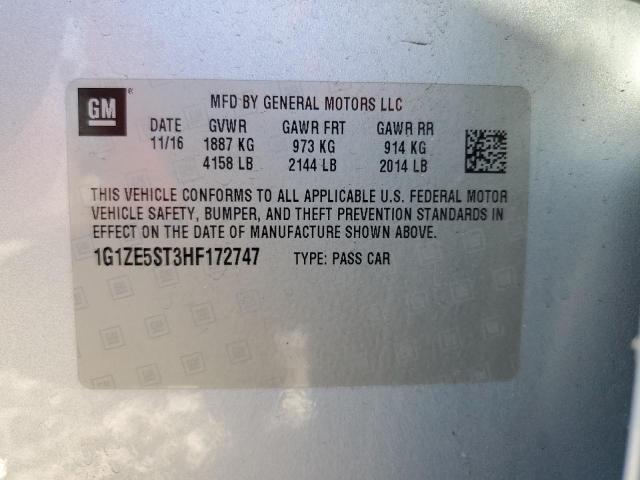 GM
MFD BY GENERAL MOTORS LLC
DATE GVWR GAWR FRT GAWR RR
11/16 1887 KG 973 KG 914 KG
4158 LB 2144 LB 2014 LB
THIS VEHICLE CONFORMS TO ALL APPLICABLE U.S. FEDERAL MOTOR
VEHICLE SAFETY, BUMPER, AND THEFT PREVENTION STANDARDS IN
EFFECT ON THE DATE OF MANUFACTURE SHOWN ABOVE.
1G1ZE5ST3HF172747 TYPE: PASS CAR